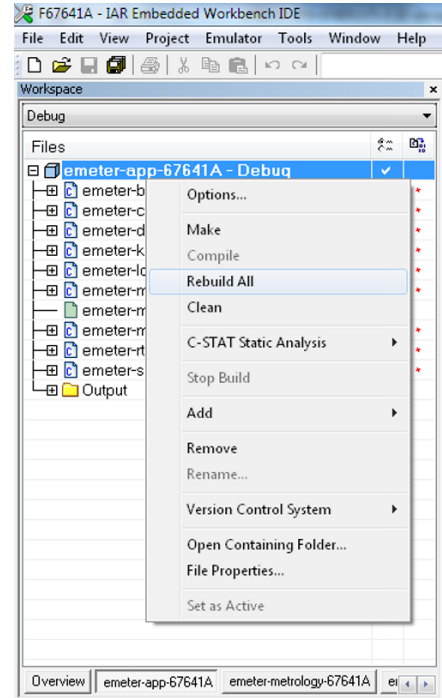 F67641A - IAR Embedded Workbench IDE
File Edit View Project Emulator Tools Window Help
Workspace
Debug
Files
emeter-app-67641A - Debug
emeter-b
emeter-c
emeter-d
emeter-k
emeter-lc
emeter-m
emeter-m
emeter-m
emeter-rt
emeter-s
Output
Options...
Make
Compile
Rebuild All
Clean
C-STAT Static Analysis
Stop Build
Add
Remove
Rename...
Version Control System
Open Containing Folder...
File Properties...
Set as Active
Overview emeter-app-67641A emeter-metrology-67641A